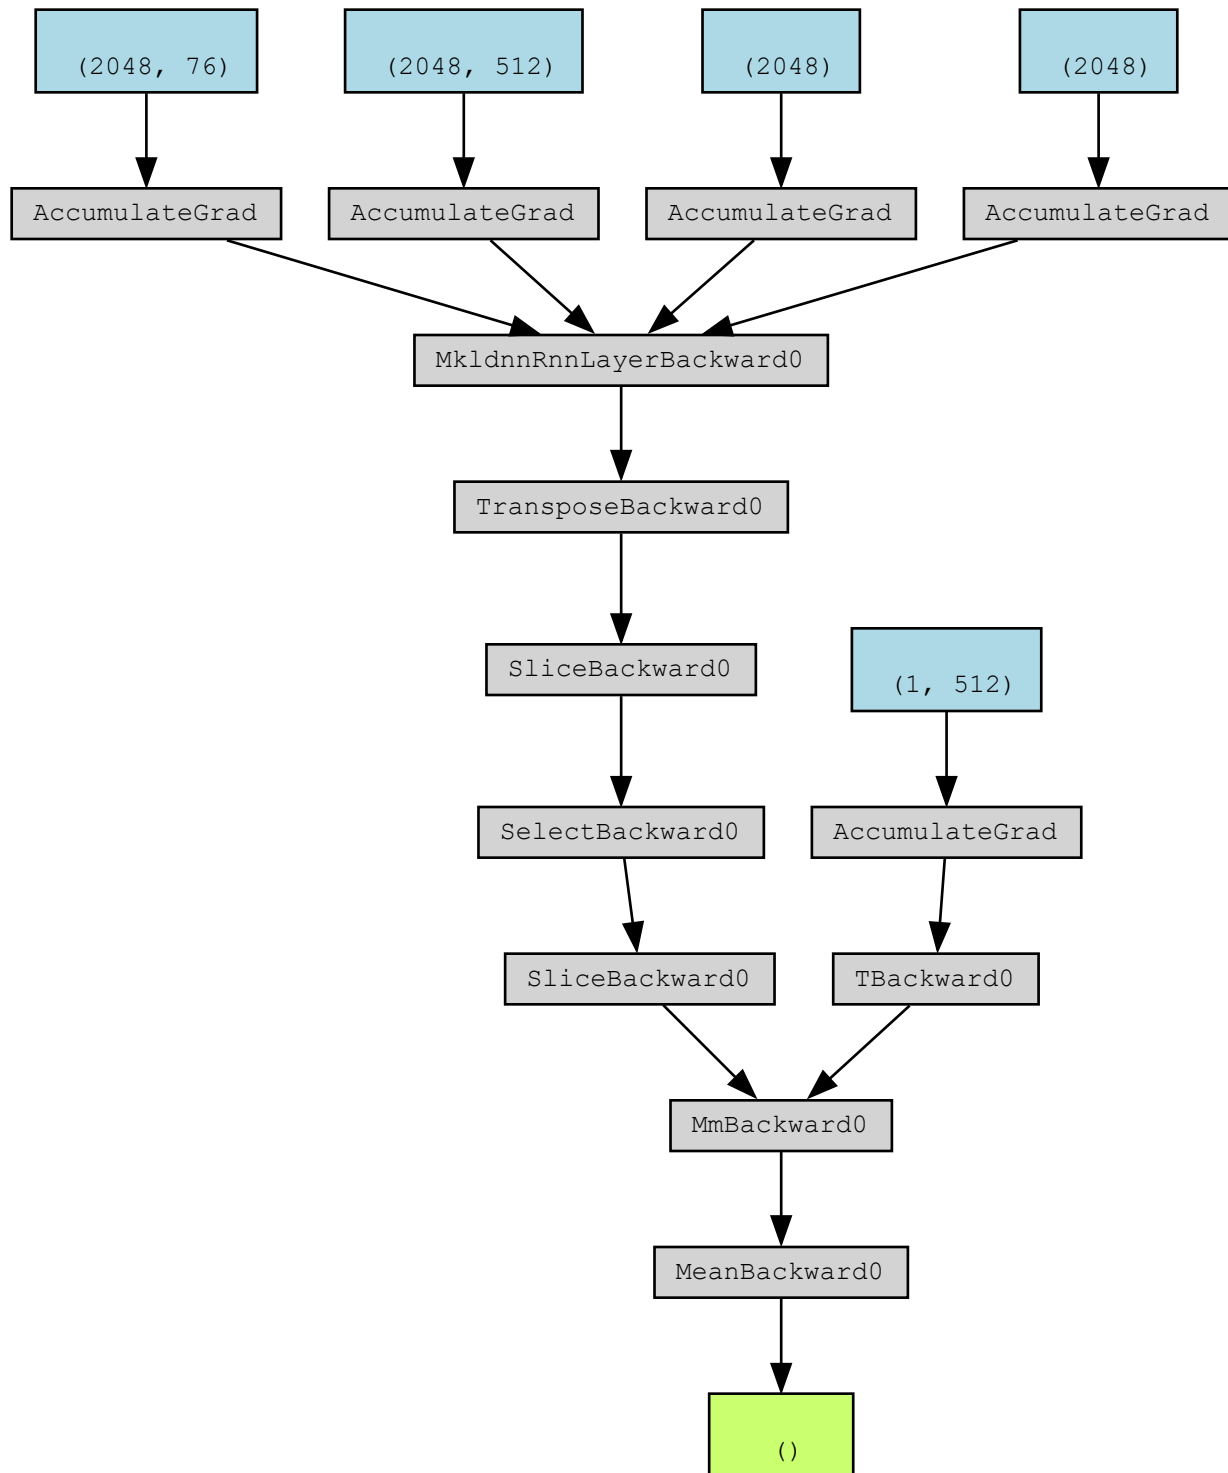 (2048, 76) (2048, 512) (2048) (2048)
AccumulateGrad AccumulateGrad AccumulateGrad AccumulateGrad
MkldnnRnnLayerBackward0
TransposeBackward0
SliceBackward0
(1, 512)
SelectBackward0 AccumulateGrad
SliceBackward0 TBackward0
MmBackward0
MeanBackward0
()